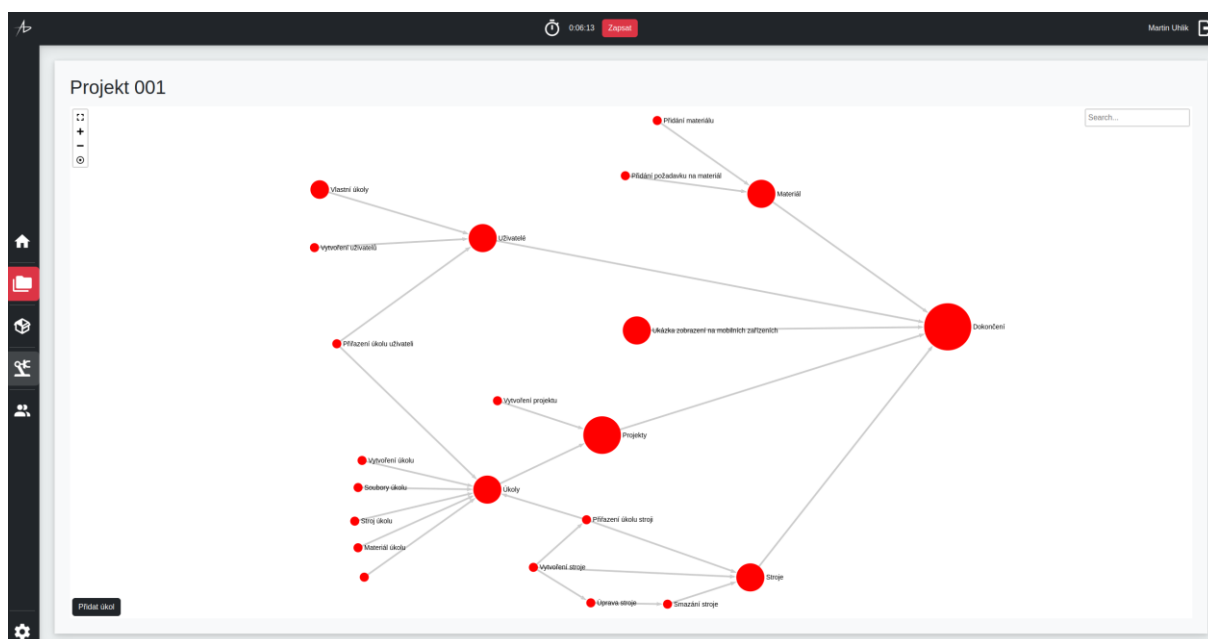 0:06:13 Zapsat
Martin Uhlik
Projekt 001
Search...
Přidání materiálu
Přidání požadavku na materiál
Vlastní úkoly
Materiál
Uživatelé
Vytvoření uživatelů
Ukázka zobrazení na mobilních zařízeních
Dokončení
Přiřazení úkolu uživateli
Vytvoření projektu
Projekty
Vytvoření úkolu
Soubory úkolu
Úkoly
Stroj úkolu
Přiřazení úkolu stroji
Materiál úkolu
Vytvoření stroje
Stroje
Úprava stroje
Smazání stroje
Přidat úkol